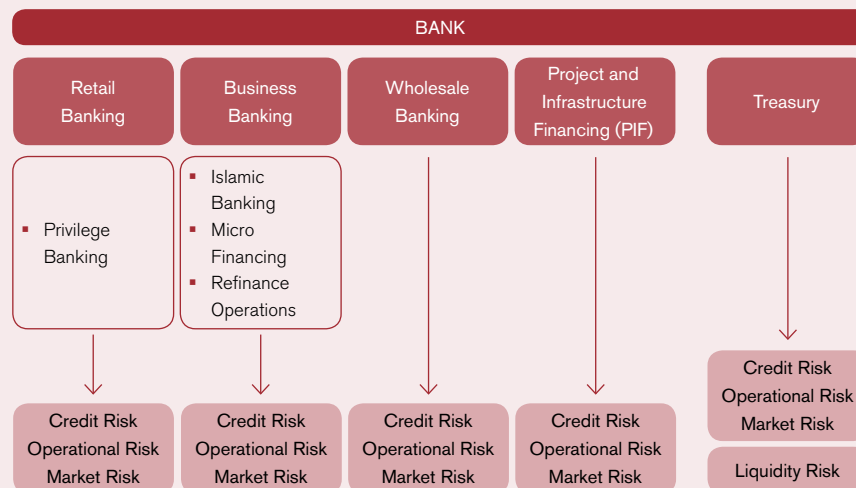 BANK
Retail
Banking
Business
Banking
Wholesale
Banking
Project and
Infrastructure
Financing (PIF)
Treasury
▪ Privilege
Banking
▪ Islamic
Banking
▪ Micro
Financing
▪ Refinance
Operations
Credit Risk
Operational Risk
Market Risk
Credit Risk
Operational Risk
Market Risk
Credit Risk
Operational Risk
Market Risk
Credit Risk
Operational Risk
Market Risk
Credit Risk
Operational Risk
Market Risk
Liquidity Risk